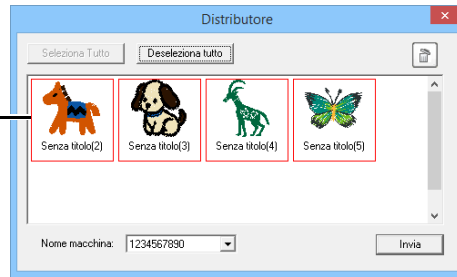 Distributore
Seleziona Tutto Deseleziona tutto
Senza titolo(2) Senza titolo(3) Senza titolo(4) Senza titolo(5)
Nome macchina: 1234567890 Invia